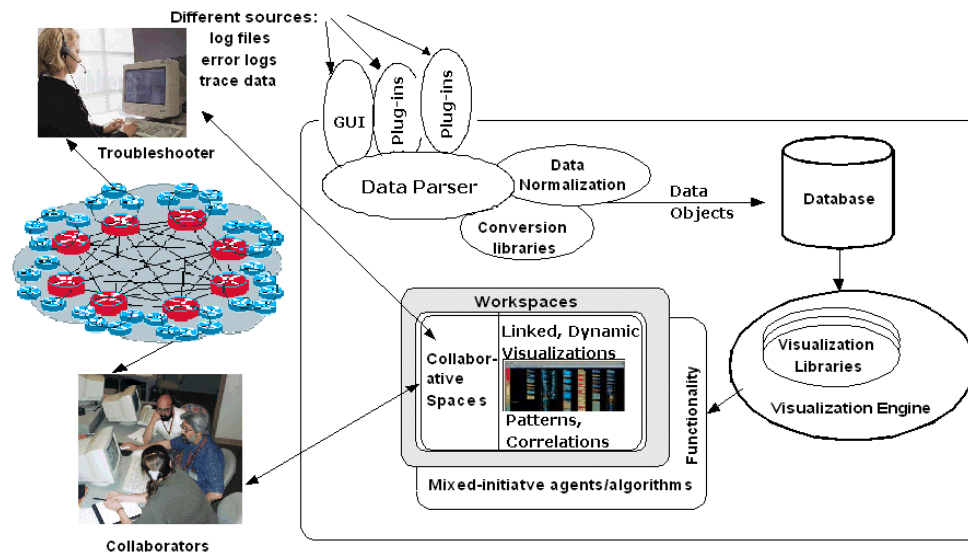 Different sources:
log files
error logs
trace data
Troubleshooter
GUI
Plug-ins
Plug-ins
Data Parser
Data
Normalization
Conversion
libraries
Data
Objects
Database
Workspaces
Collabor-
ative
Spaces
Linked, Dynamic
Visualizations
Patterns,
Correlations
Functionality
Mixed-initiatve agents/algorithms
Visualization
Libraries
Visualization Engine
Collaborators